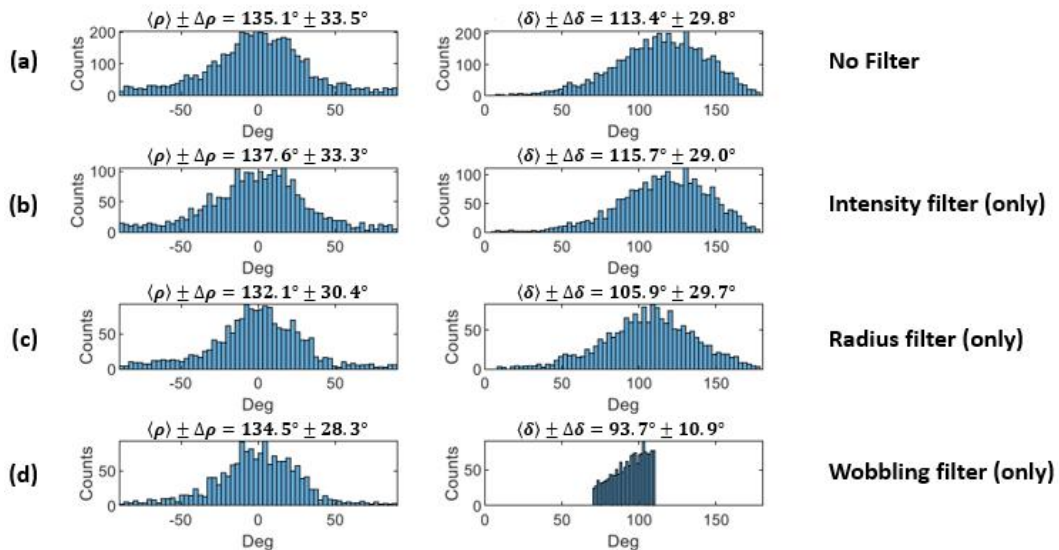 ⟨ρ⟩ ± Δρ = 135.1° ± 33.5° ⟨δ⟩ ± Δδ = 113.4° ± 29.8°
(a) Counts 200 100 0 Counts 200 100 0 No Filter
-50 0 50 0 50 100 150
Deg Deg
⟨ρ⟩ ± Δρ = 137.6° ± 33.3° ⟨δ⟩ ± Δδ = 115.7° ± 29.0°
(b) Counts 100 50 0 Counts 100 50 0 Intensity filter (only)
-50 0 50 0 50 100 150
Deg Deg
⟨ρ⟩ ± Δρ = 132.1° ± 30.4° ⟨δ⟩ ± Δδ = 105.9° ± 29.7°
(c) Counts 50 0 Counts 50 0 Radius filter (only)
-50 0 50 0 50 100 150
Deg Deg
⟨ρ⟩ ± Δρ = 134.5° ± 28.3° ⟨δ⟩ ± Δδ = 93.7° ± 10.9°
(d) Counts 50 0 Counts 50 0 Wobbling filter (only)
-50 0 50 0 50 100 150
Deg Deg